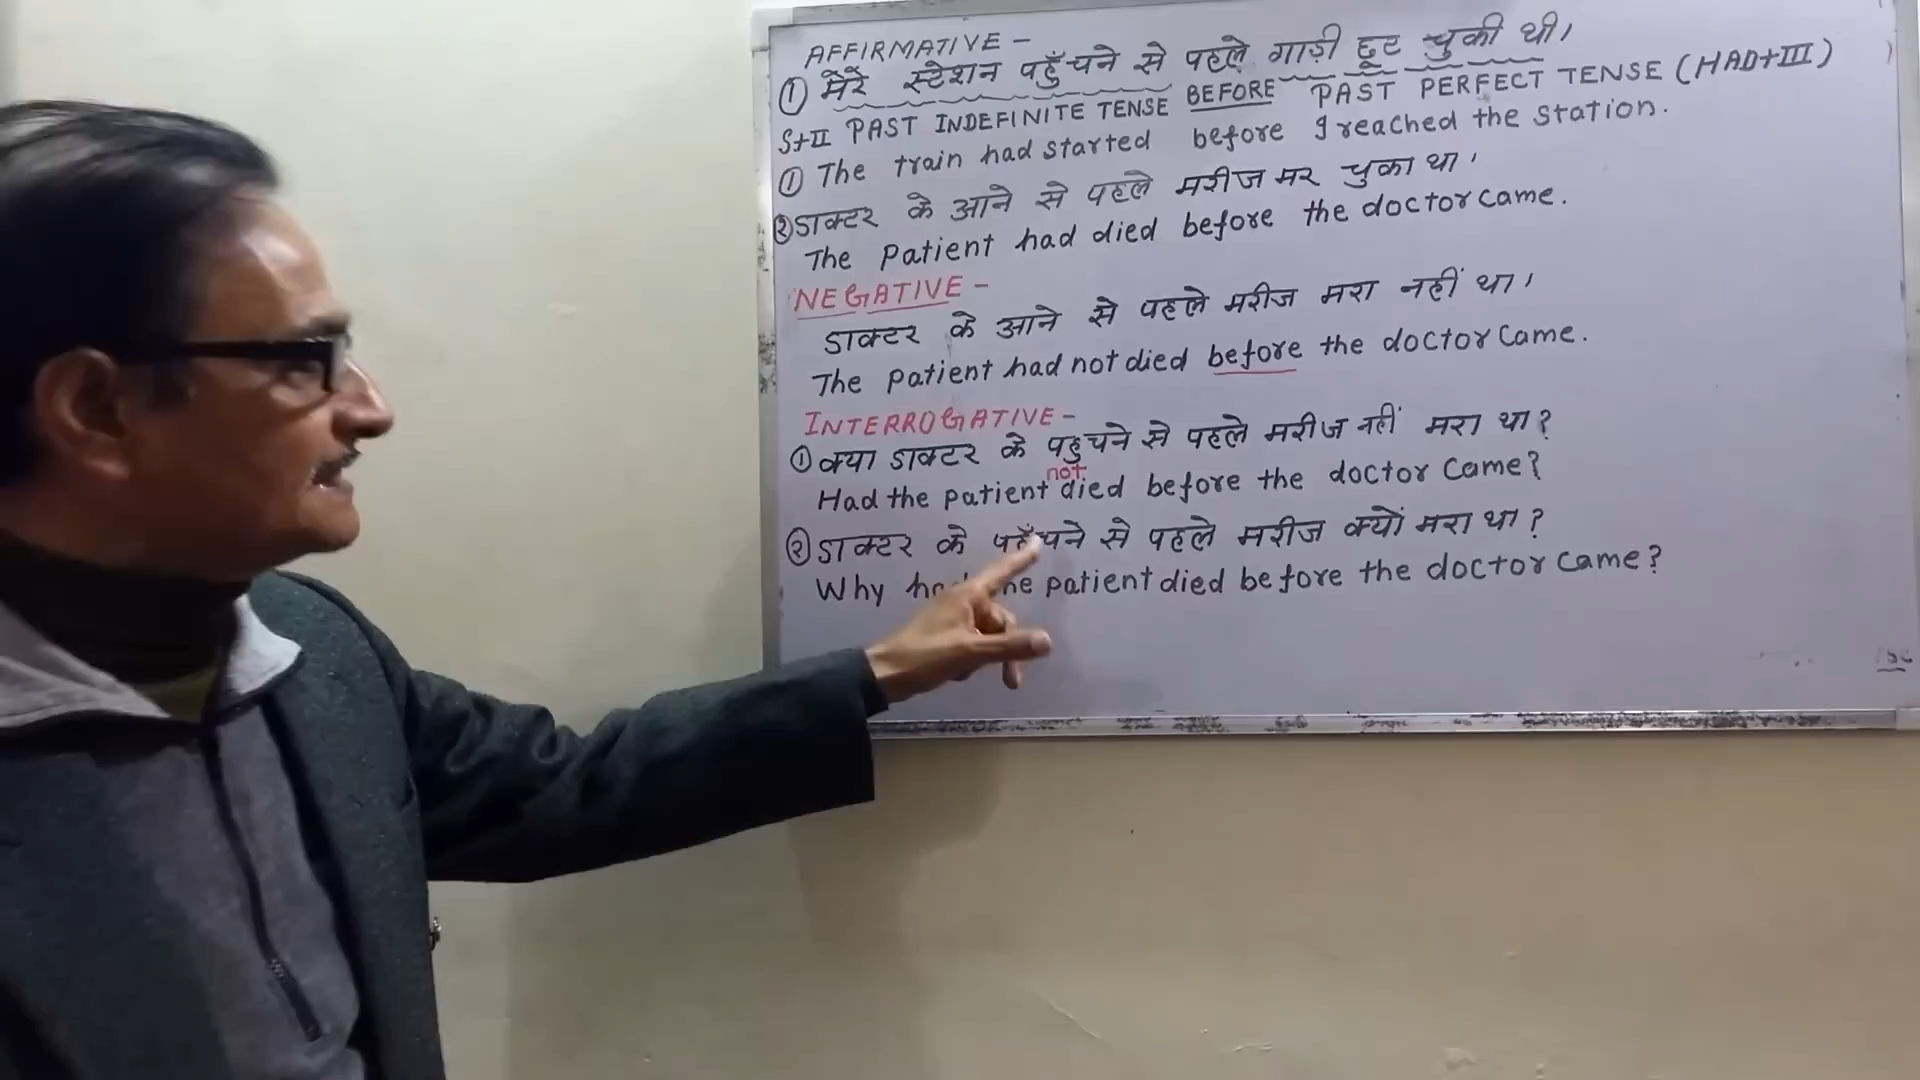 AFFIRMATIVE -
① मेरे स्टेशन पहुँचने से पहले गाड़ी छूट चुकी थी।
S+II PAST INDEFINITE TENSE BEFORE PAST PERFECT TENSE (HAD+III)
① The train had started before I reached the station.
② डाक्टर के आने से पहले मरीज मर चुका था।
The Patient had died before the doctor came.
NEGATIVE -
डाक्टर के आने से पहले मरीज मरा नहीं था।
The patient had not died before the doctor came.
INTERROGATIVE -
① क्या डाक्टर के पहुचने से पहले मरीज नहीं मरा था?
not
Had the patient died before the doctor came?
② डाक्टर के से पहले मरीज क्यों मरा था?
Why patient died before the doctor came?